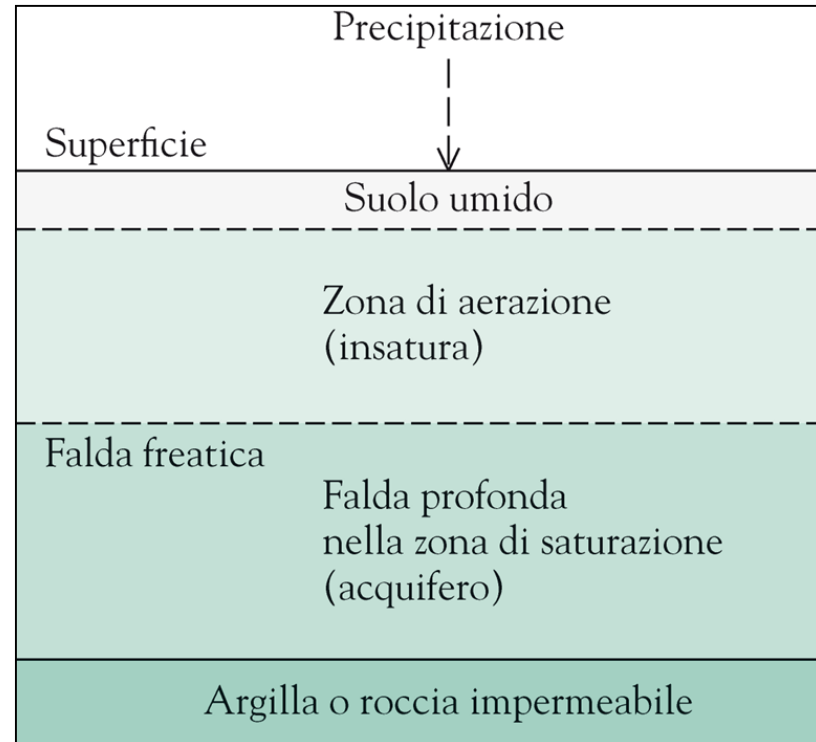 Precipitazione
Superficie
Suolo umido
Zona di aerazione
(insatura)
Falda freatica
Falda profonda
nella zona di saturazione
(acquifero)
Argilla o roccia impermeabile